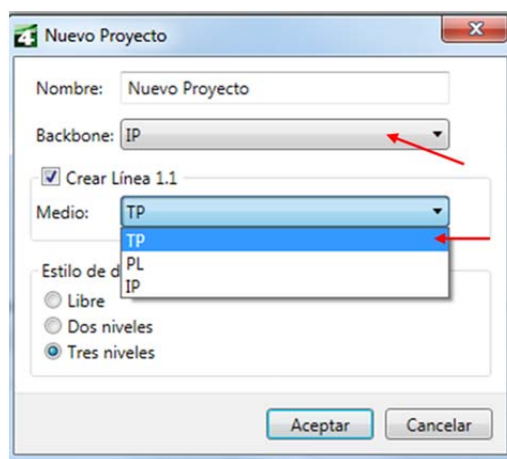 4 Nuevo Proyecto
Nombre: Nuevo Proyecto
Backbone: IP
Crear Línea 1.1
Medio: TP
TP
PL
IP
Estilo de d
Libre
Dos niveles
Tres niveles
Aceptar Cancelar